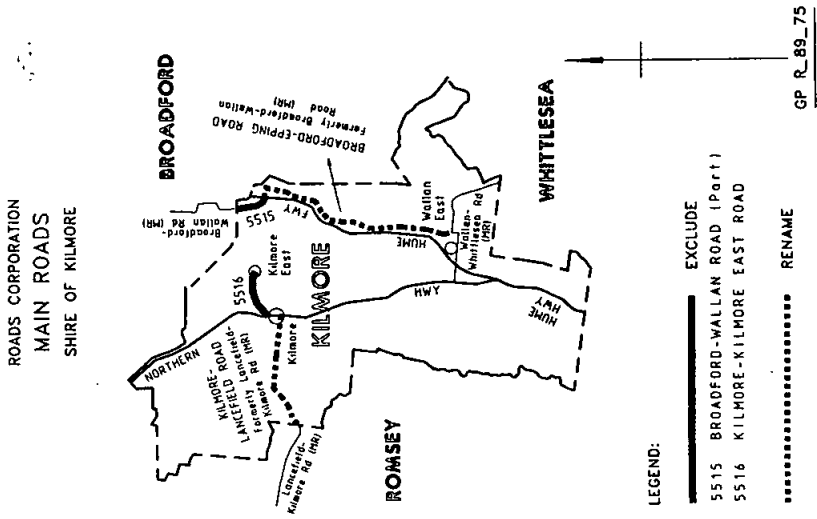 ROADS CORPORATION
MAIN ROADS
SHIRE OF KILMORE
BROADFORD
Broadford-
Wallan Rd (MR)
BROADFORD-EPPING ROAD
Formerly Broadford-Wallan
Road (MR)
5515
FWY
HUME
5516
Kilmore
East
KILMORE
Kilmore
NORTHERN
HWY
KILMORE-
LANCEFIELD ROAD
Formerly Lancefield-
Kilmore Rd (MR)
Lancefield-
Kilmore Rd (MR)
Wallan
East
Wallan-
Whittlesea Rd
(MR)
HUME
HWY
ROMSEY
WHITTLESEA
LEGEND:
EXCLUDE
5515 BROADFORD-WALLAN ROAD (Part)
5516 KILMORE-KILMORE EAST ROAD
RENAME
GP R_89_75